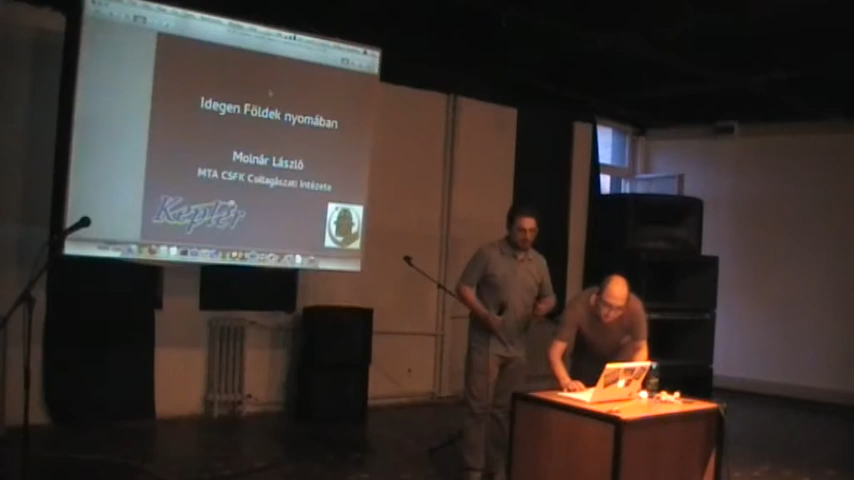 Idegen Földek nyomában
Molnár László
MTA CSFK Csillagászati Intézete
Kepler